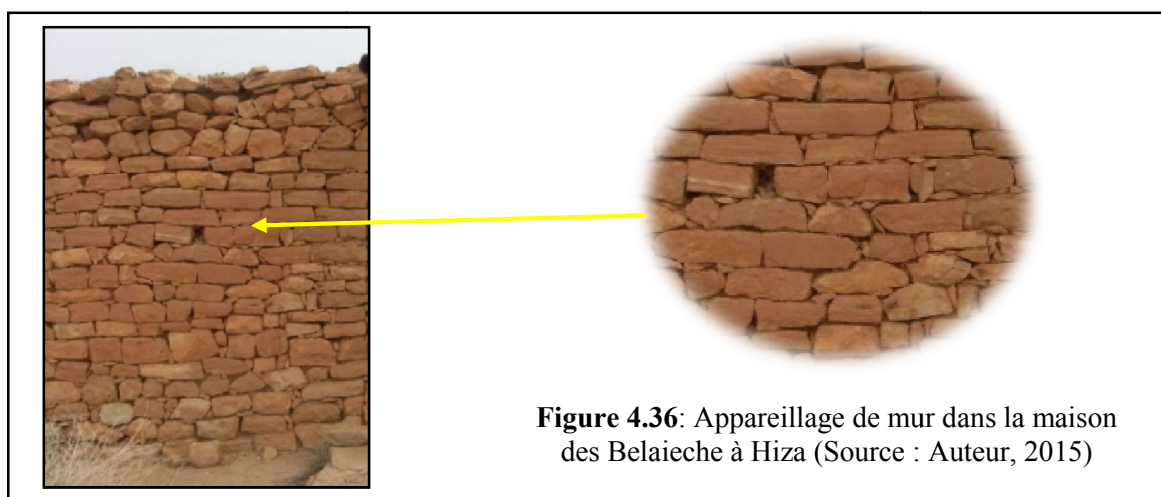 Figure 4.36: Appareillage de mur dans la maison
des Belaieche à Hiza (Source : Auteur, 2015)